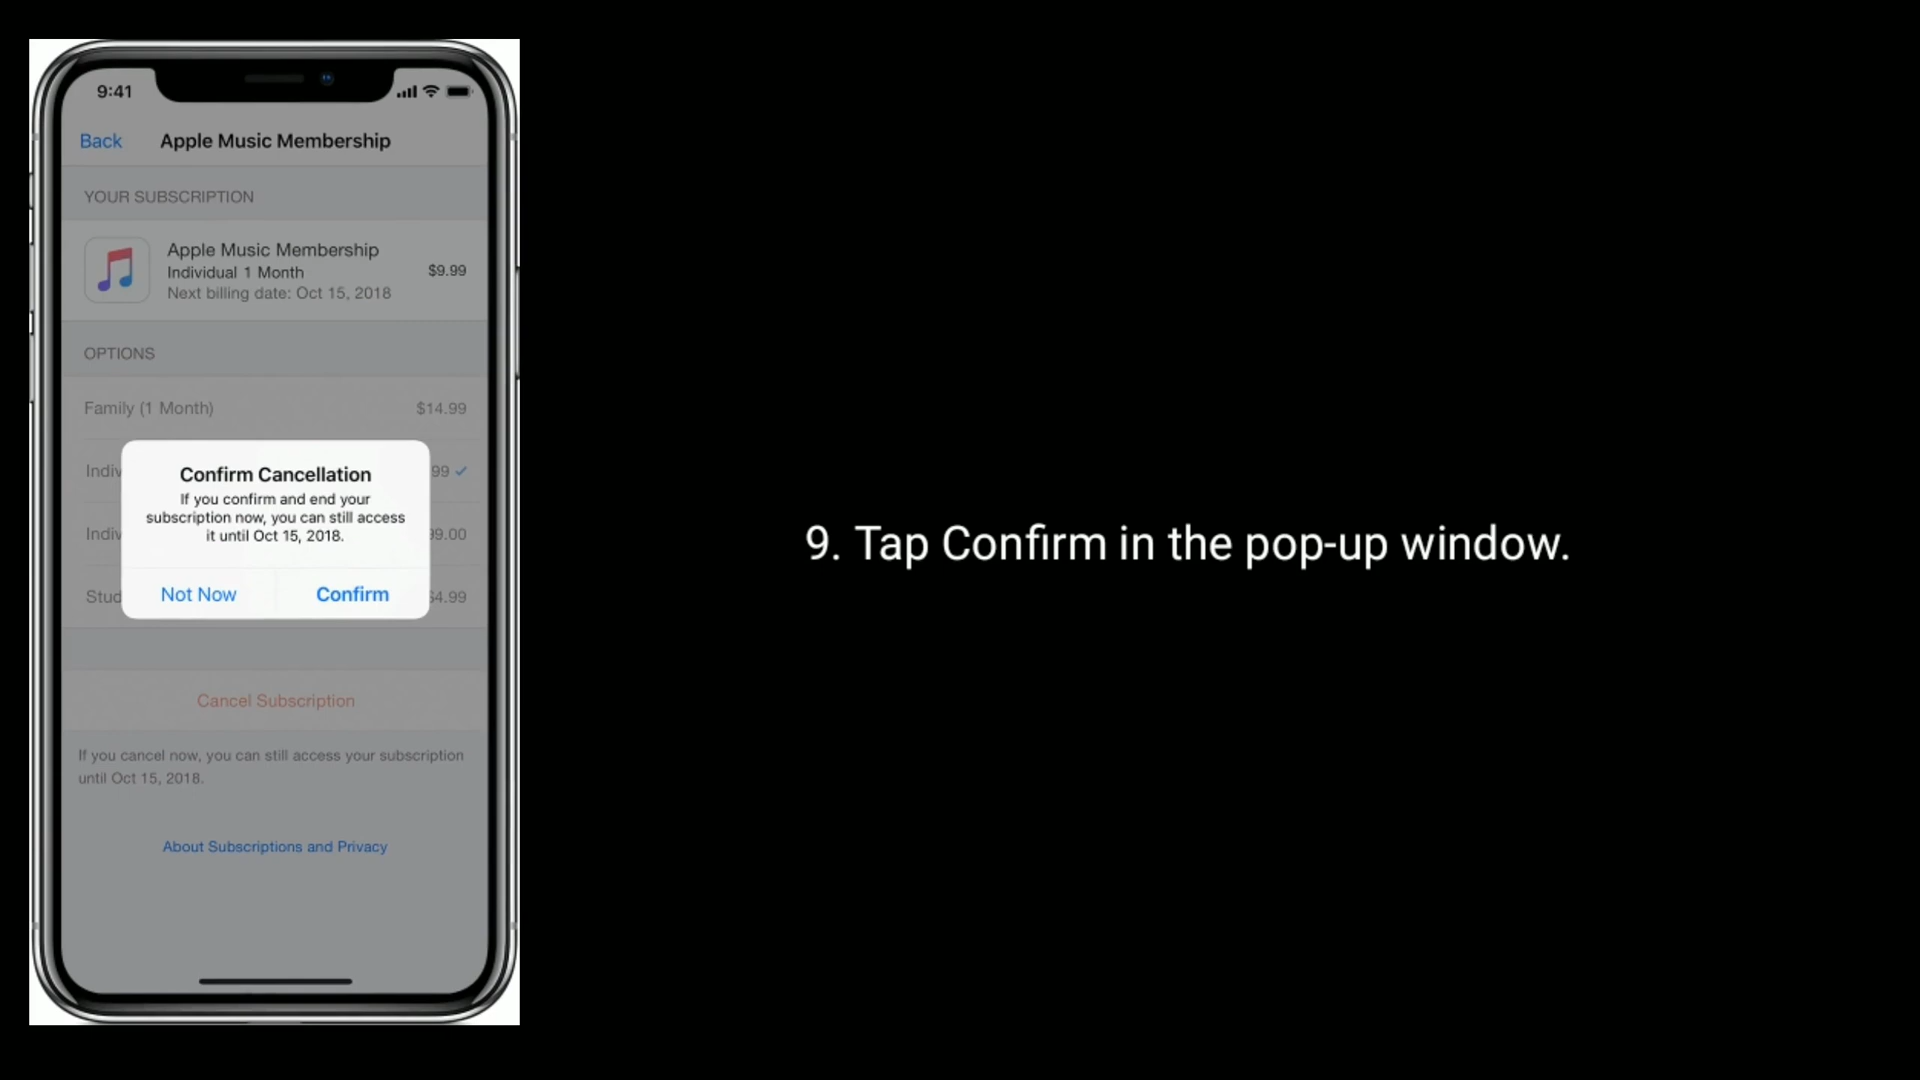 9:41
Back
Apple Music Membership
YOUR SUBSCRIPTION
Apple Music Membership
Individual 1 Month
$9.99
Next billing date: Oct 15, 2018
OPTIONS
Family (1 Month)
$14.99
Confirm Cancellation
If you confirm and end your
subscription now, you can still access
it until Oct 15, 2018.
Not Now
Confirm
Cancel Subscription
If you cancel now, you can still access your subscription
until Oct 15, 2018.
About Subscriptions and Privacy
9. Tap Confirm in the pop-up window.